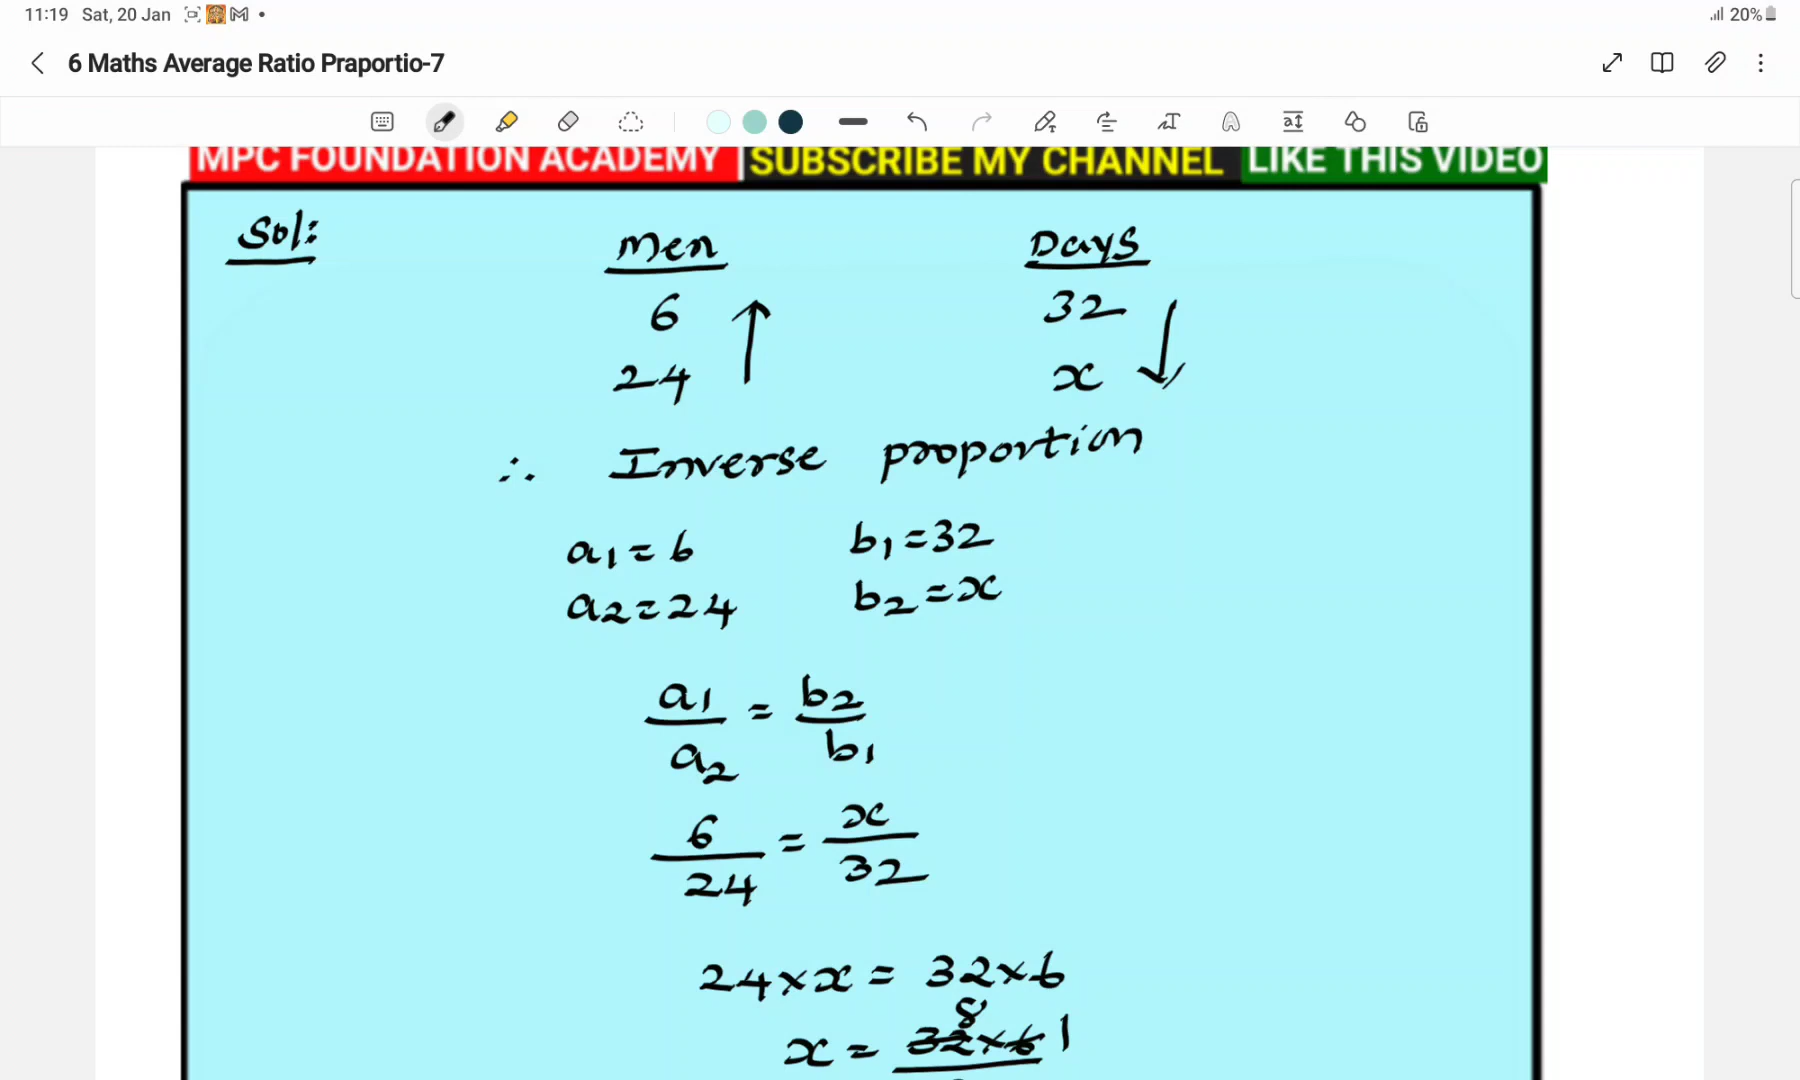 11:19 Sat, 20 Jan 20%
6 Maths Average Ratio Praportio-7
MPC FOUNDATION ACADEMY | SUBSCRIBE MY CHANNEL LIKE THIS VIDEO
Sol: Men Days
6 ↑ 32 ↓
24 x
∴ Inverse proportion
a1 = 6 b1 = 32
a2 = 24 b2 = x
a1/a2 = b2/b1
6/24 = x/32
24 × x = 32 × 6
8
x = 32 × 6 1